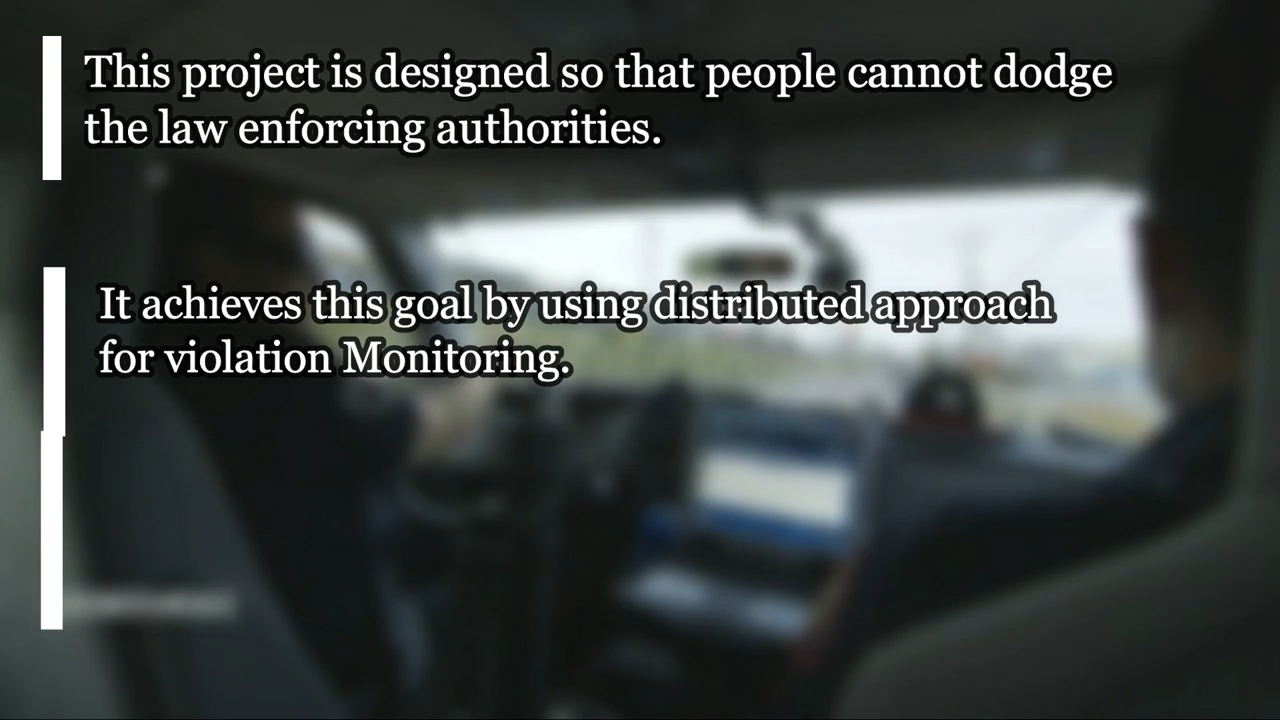 This project is designed so that people cannot dodge
the law enforcing authorities.
It achieves this goal by using distributed approach
for violation Monitoring.